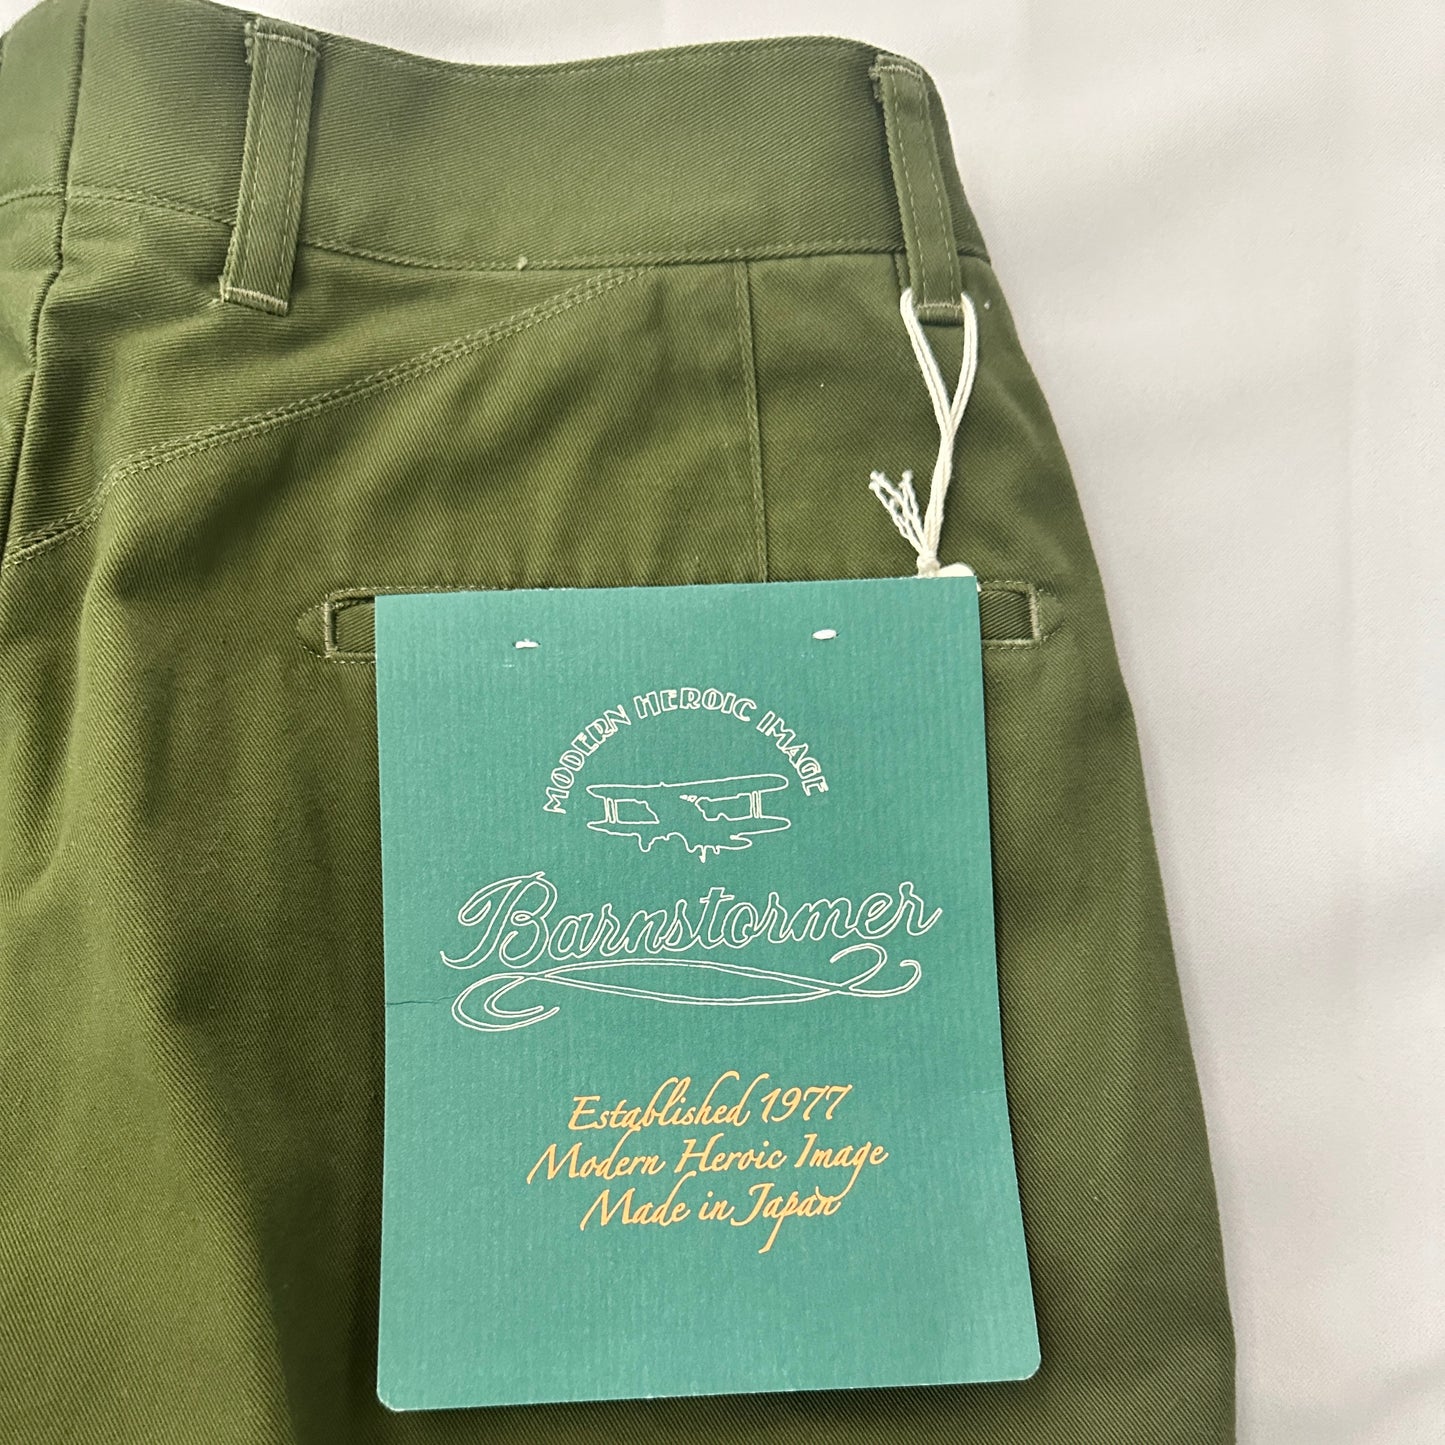 MODERN HEROIC IMAGE
Barnstormer
Established 1977
Modern Heroic Image
Made in Japan